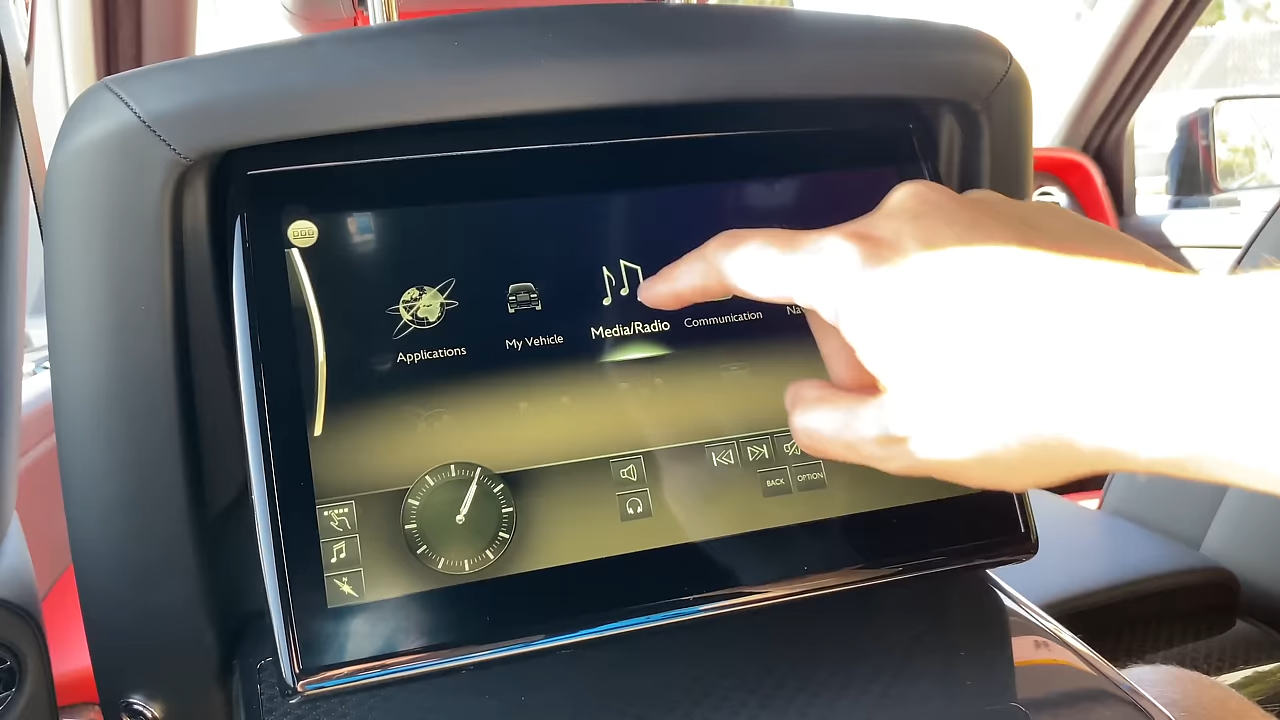 Applications
My Vehicle
Media/Radio
Communication
BACK
OPTION